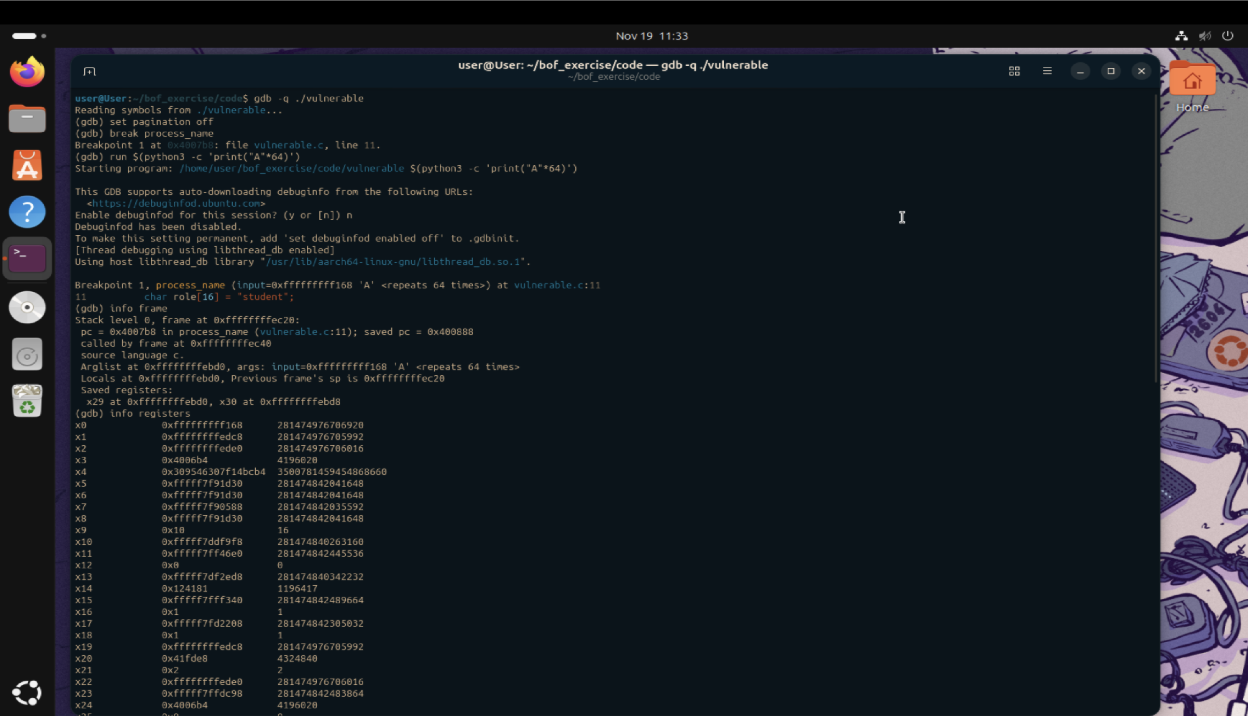 Nov 19 11:33
user@User: ~/bof_exercise/code — gdb -q ./vulnerable
~/bof_exercise/code
Home
user@User:~/bof_exercise/code$ gdb -q ./vulnerable
Reading symbols from ./vulnerable...
(gdb) set pagination off
(gdb) break process_name
Breakpoint 1 at 0x4007b8: file vulnerable.c, line 11.
(gdb) run $(python3 -c 'print("A"*64)')
Starting program: /home/user/bof_exercise/code/vulnerable $(python3 -c 'print("A"*64)')
This GDB supports auto-downloading debuginfo from the following URLs:
<https://debuginfod.ubuntu.com>
Enable debuginfod for this session? (y or [n]) n
Debuginfod has been disabled.
To make this setting permanent, add 'set debuginfod enabled off' to .gdbinit.
[Thread debugging using libthread_db enabled]
Using host libthread_db library "/usr/lib/aarch64-linux-gnu/libthread_db.so.1".
Breakpoint 1, process_name (input=0xfffffffff168 'A' <repeats 64 times>) at vulnerable.c:11
11 char role[16] = "student";
(gdb) info frame
Stack level 0, frame at 0xffffffffec20:
pc = 0x4007b8 in process_name (vulnerable.c:11); saved pc = 0x400888
called by frame at 0xffffffffec40
source language c.
Arglist at 0xffffffffebd0, args: input=0xfffffffff168 'A' <repeats 64 times>
Locals at 0xffffffffebd0, Previous frame's sp is 0xffffffffec20
Saved registers:
x29 at 0xffffffffebd0, x30 at 0xffffffffebd8
(gdb) info registers
x0 0xfffffffff168 281474976706920
x1 0xffffffffedc8 281474976705992
x2 0xffffffffede0 281474976706016
x3 0x4006b4 4196020
x4 0x309546307f14bcb4 3500781459454868660
x5 0xfffff7f91d30 281474842041648
x6 0xfffff7f91d30 281474842041648
x7 0xfffff7f90588 281474842035592
x8 0xfffff7f91d30 281474842041648
x9 0x10 16
x10 0xfffff7ddf9f8 281474840263160
x11 0xfffff7ff46e0 281474842445536
x12 0x0 0
x13 0xfffff7df2ed8 281474840342232
x14 0x124181 1196417
x15 0xfffff7fff340 281474842489664
x16 0x1 1
x17 0xfffff7fd2208 281474842305032
x18 0x1 1
x19 0xffffffffedc8 281474976705992
x20 0x41fde8 4324840
x21 0x2 2
x22 0xffffffffede0 281474976706016
x23 0xfffff7ffdc98 281474842483864
x24 0x4006b4 4196020
26.04